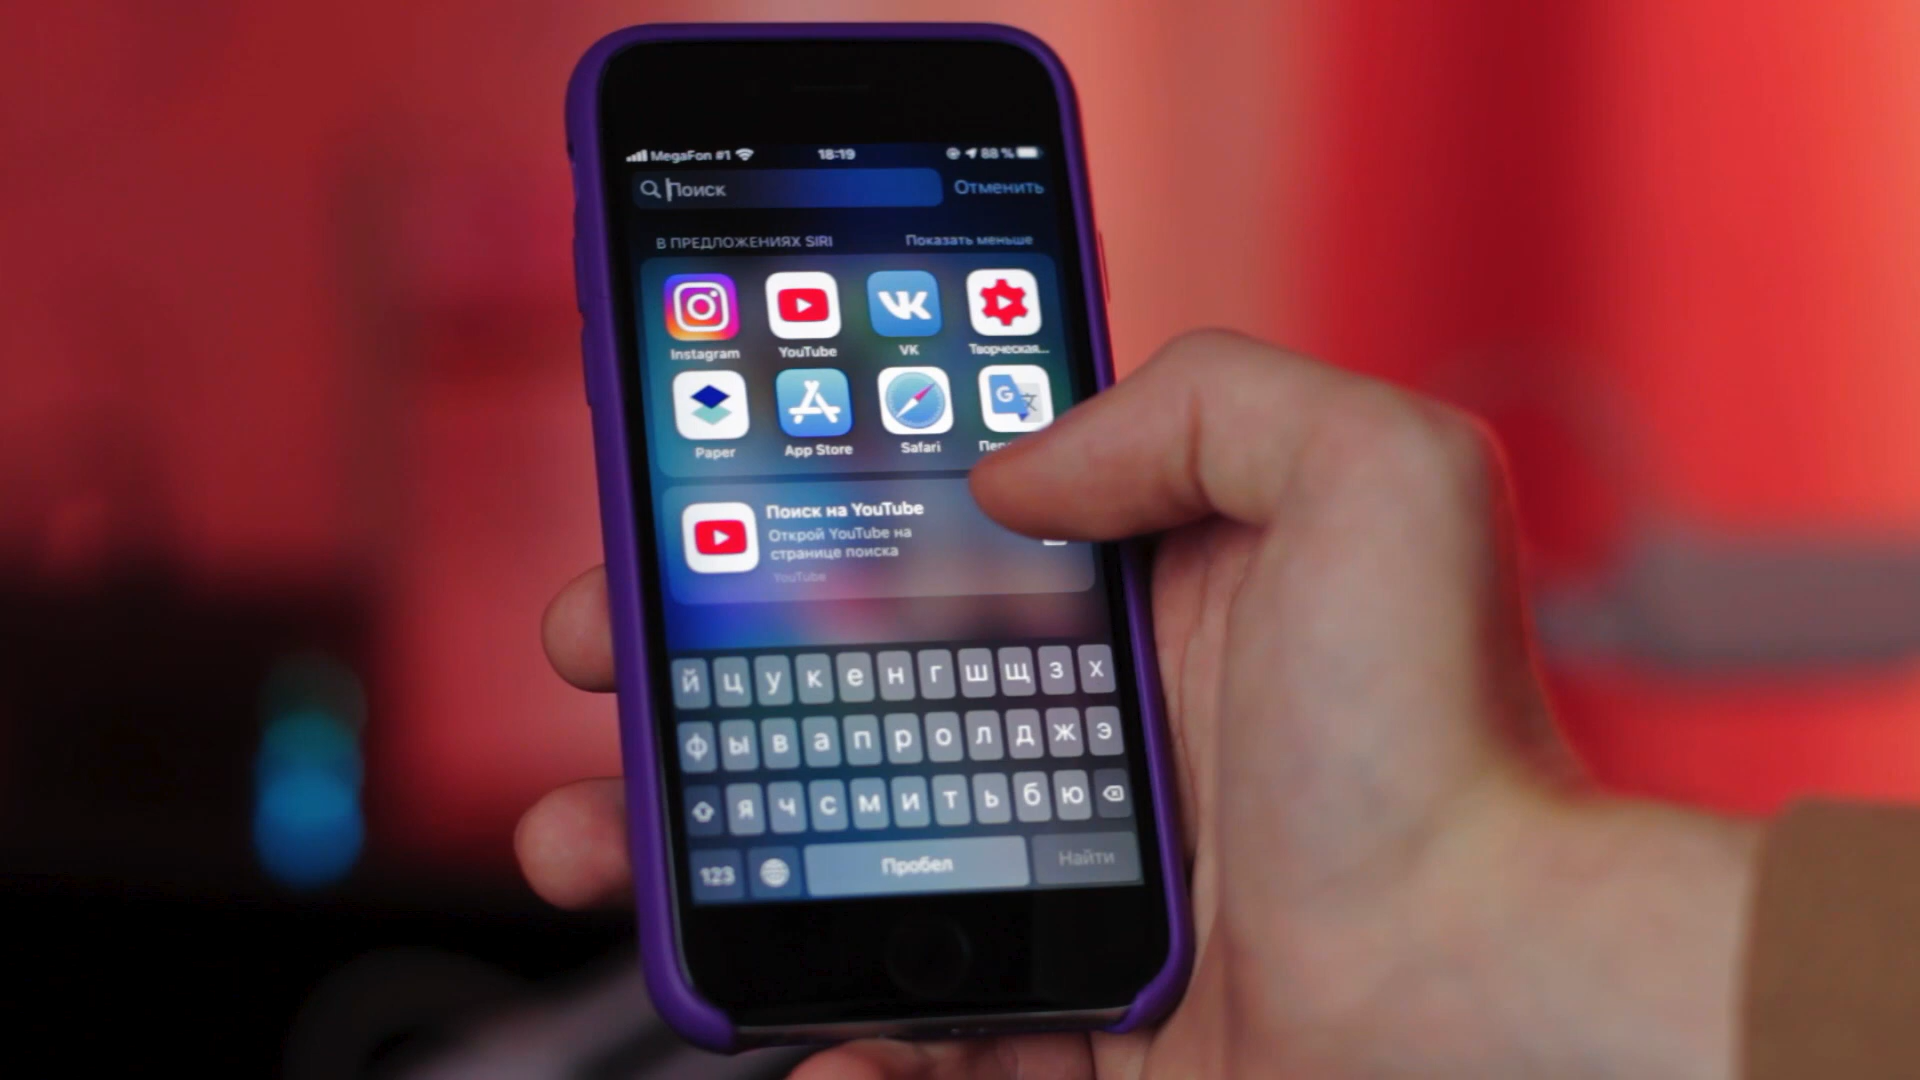 MegaFon #1 18:19 88 %
Поиск Отменить
В ПРЕДЛОЖЕНИЯХ SIRI Показать меньше
Instagram YouTube VK Творческая...
Paper App Store Safari
Поиск на YouTube
Открой YouTube на
странице поиска
YouTube
й ц у к е н г ш щ з х
ф ы в а п р о л д ж э
я ч с м и т ь б ю
123 Пробел Найти